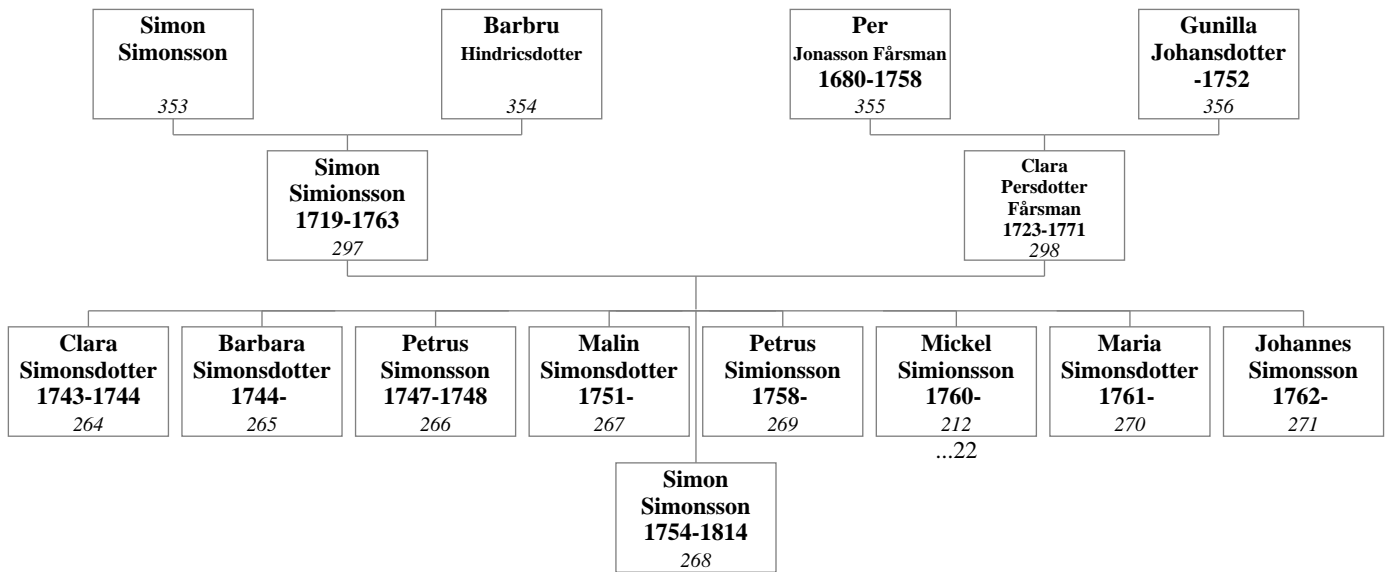 Simon
Simonsson
353
Barbru
Hindricsdotter
354
Per
Jonasson Fårsman
1680-1758
355
Gunilla
Johansdotter
-1752
356
Simon
Simionsson
1719-1763
297
Clara
Persdotter
Fårsman
1723-1771
298
Clara
Simonsdotter
1743-1744
264
Barbara
Simonsdotter
1744-
265
Petrus
Simonsson
1747-1748
266
Malin
Simonsdotter
1751-
267
Petrus
Simionsson
1758-
269
Mickel
Simionsson
1760-
212
...22
Maria
Simonsdotter
1761-
270
Johannes
Simonsson
1762-
271
Simon
Simonsson
1754-1814
268